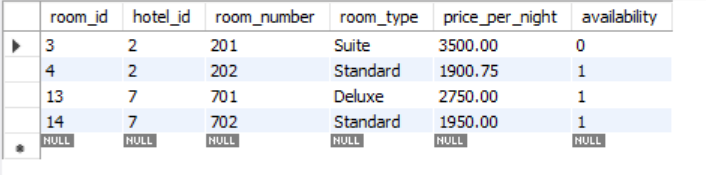 room_id hotel_id room_number room_type price_per_night availability
3 2 201 Suite 3500.00 0
4 2 202 Standard 1900.75 1
13 7 701 Deluxe 2750.00 1
14 7 702 Standard 1950.00 1
NULL NULL NULL NULL NULL NULL